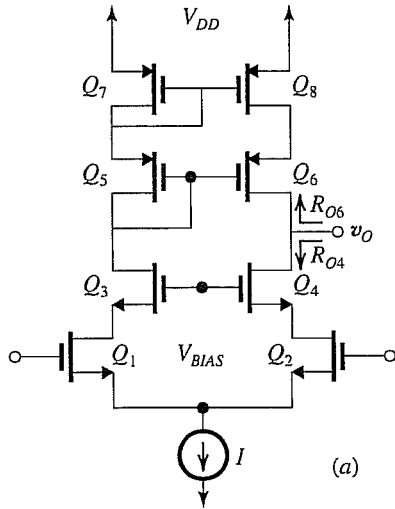 V_DD
Q_7
Q_8
Q_5
Q_6
R_O6
v_O
R_O4
Q_3
Q_4
Q_1
V_BIAS
Q_2
I
(a)